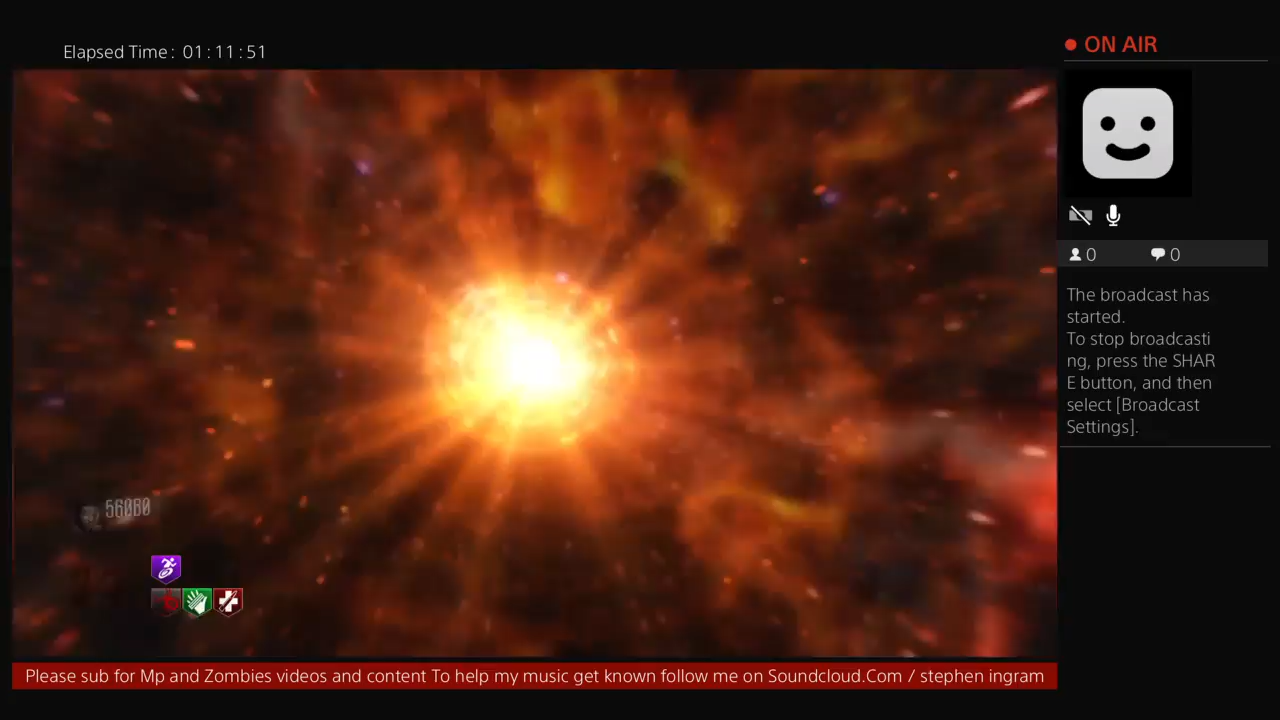 Elapsed Time: 01:11:51
ON AIR
0 0
The broadcast has
started.
To stop broadcasti
ng, press the SHAR
E button, and then
select [Broadcast
Settings].
56080
Please sub for Mp and Zombies videos and content To help my music get known follow me on Soundcloud.Com / stephen ingram